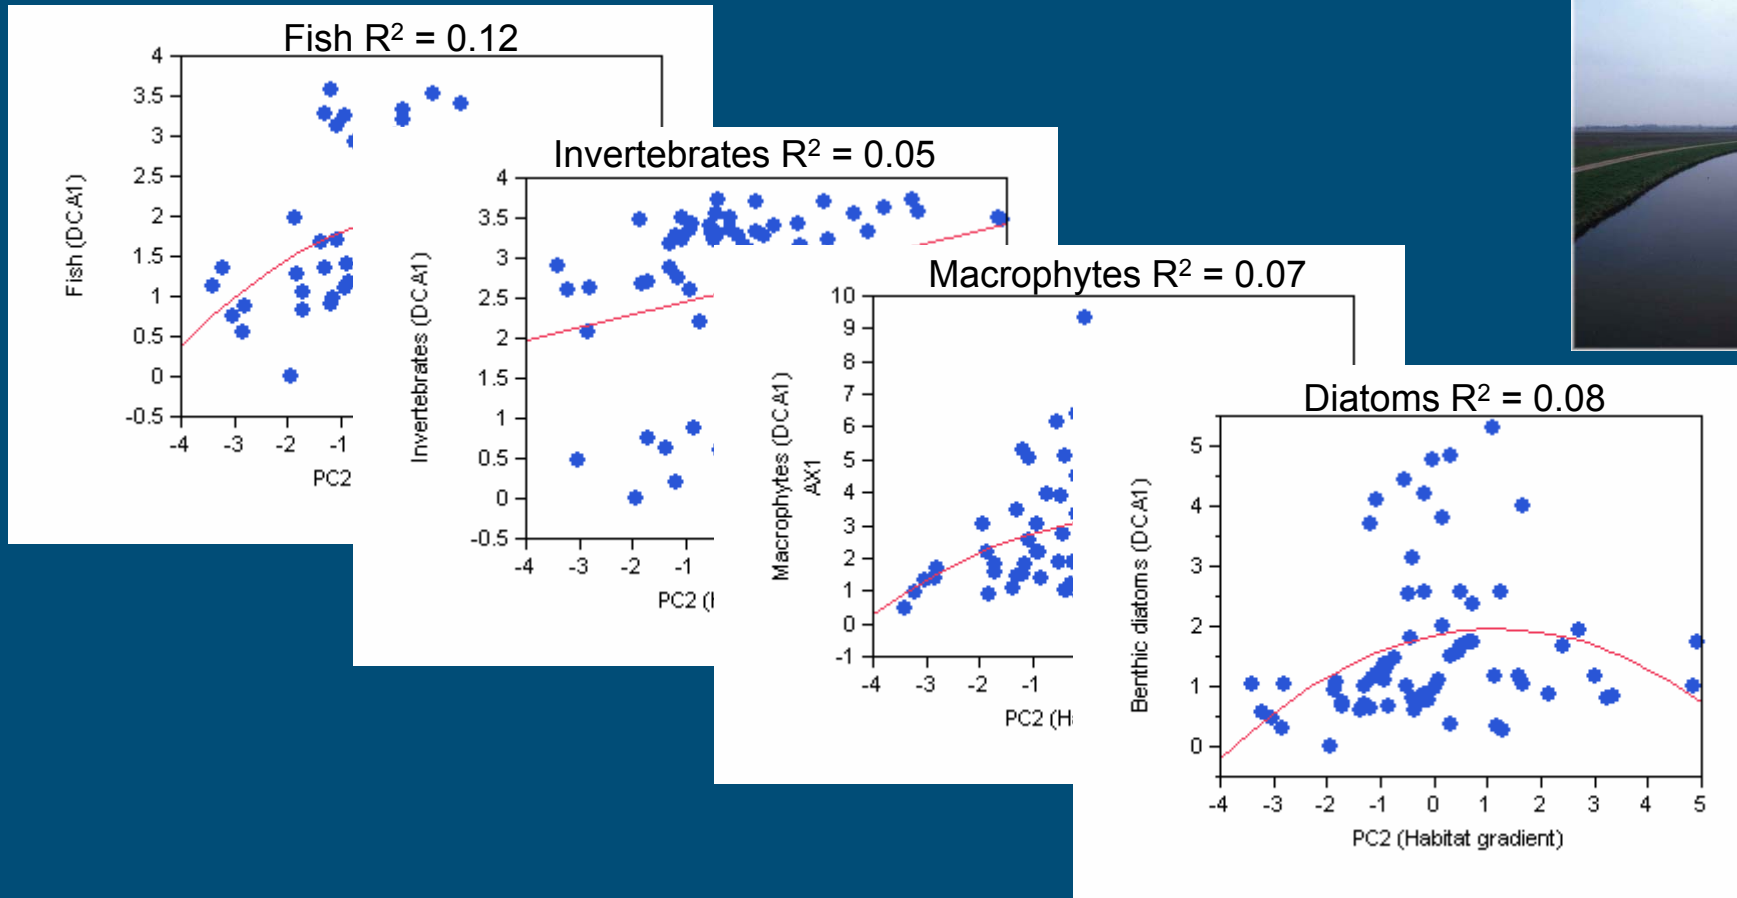 Fish R² = 0.12
4
3.5
3
2.5
2
1.5
1
0.5
0
-0.5
Fish (DCA1)
-4 -3 -2 -1
PC2
Invertebrates R² = 0.05
4
3.5
3
2.5
2
1.5
1
0.5
0
-0.5
Invertebrates (DCA1)
-4 -3 -2 -1
PC2 (
Macrophytes R² = 0.07
10
9
8
7
6
5
4
3
2
1
0
-1
Macrophytes (DCA1)
AX1
-4 -3 -2 -1
PC2 (H
Diatoms R² = 0.08
5
4
3
2
1
0
Benthic diatoms (DCA1)
-4 -3 -2 -1 0 1 2 3 4 5
PC2 (Habitat gradient)